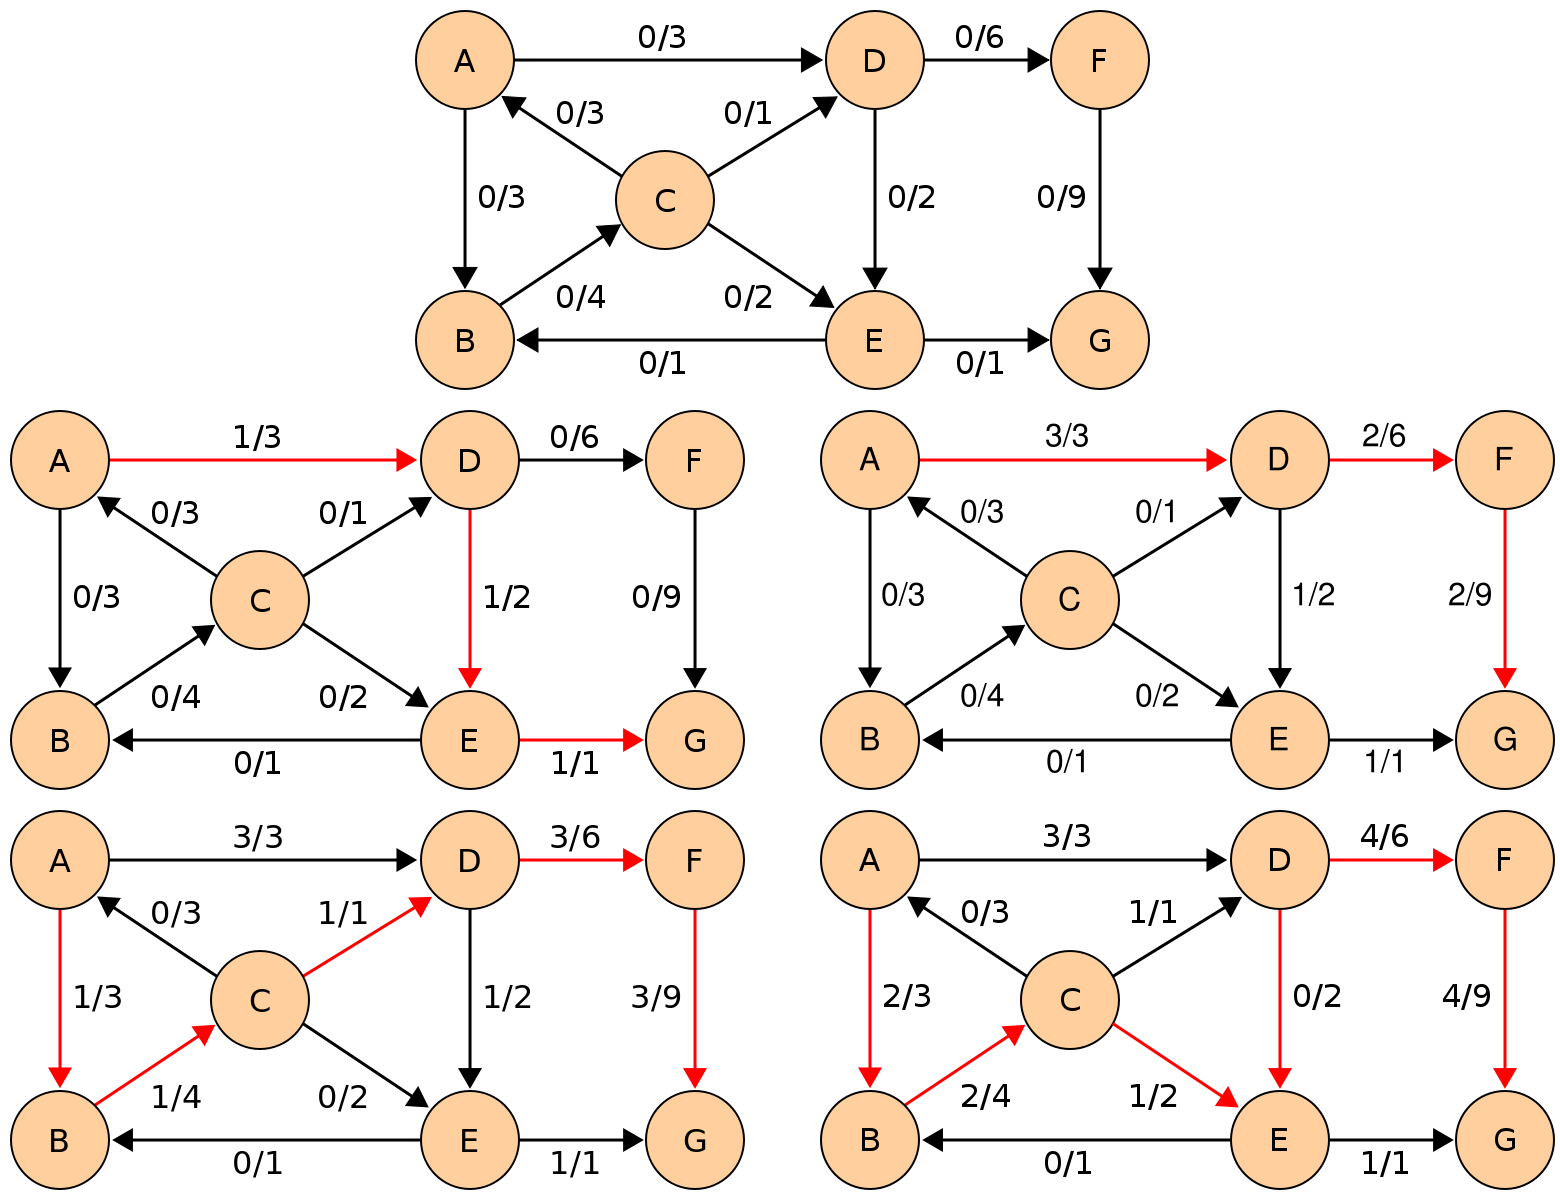 0/3 0/6
A D F
0/3 0/1
0/3 C 0/2 0/9
0/4 0/2
B E G
0/1 0/1
1/3 0/6 3/3 2/6
A D F A D F
0/3 0/1 0/3 0/1
0/3 C 1/2 0/9 0/3 C 1/2 2/9
0/4 0/2 0/4 0/2
B E G B E G
0/1 1/1 0/1 1/1
3/3 3/6 3/3 4/6
A D F A D F
0/3 1/1 0/3 1/1
1/3 C 1/2 3/9 2/3 C 0/2 4/9
1/4 0/2 2/4 1/2
B E G B E G
0/1 1/1 0/1 1/1